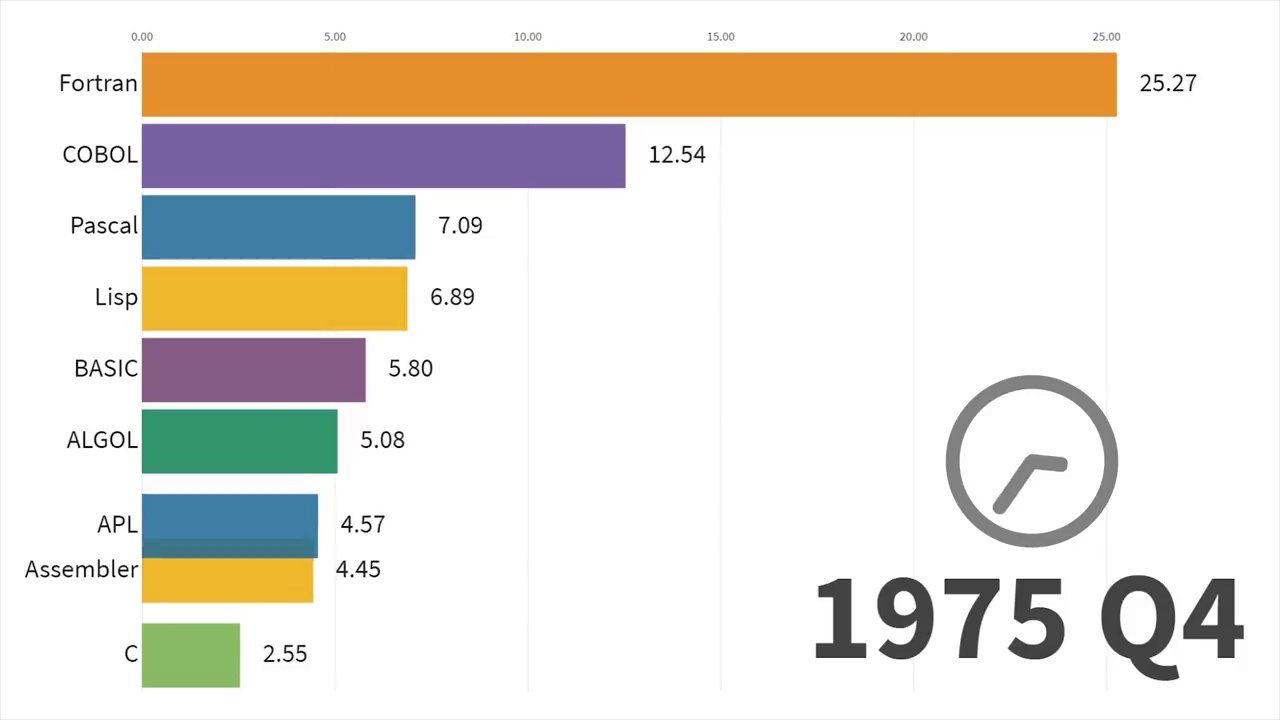 0.00 5.00 10.00 15.00 20.00 25.00
Fortran 25.27
COBOL 12.54
Pascal 7.09
Lisp 6.89
BASIC 5.80
ALGOL 5.08
APL 4.57
Assembler 4.45
C 2.55
1975 Q4